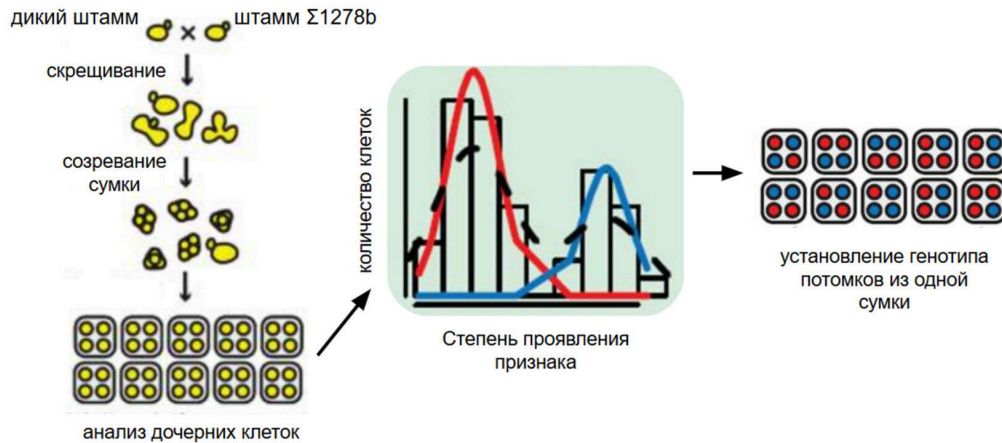 дикий штамм
штамм Σ1278b
скрещивание
созревание
сумки
анализ дочерних клеток
количество клеток
Степень проявления
признака
установление генотипа
потомков из одной
сумки